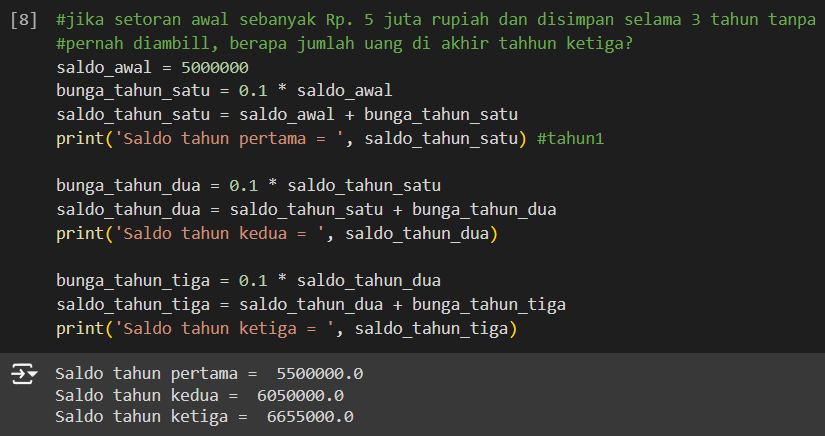 [8] #jika setoran awal sebanyak Rp. 5 juta rupiah dan disimpan selama 3 tahun tanpa
#pernah diambill, berapa jumlah uang di akhir tahhun ketiga?
saldo_awal = 5000000
bunga_tahun_satu = 0.1 * saldo_awal
saldo_tahun_satu = saldo_awal + bunga_tahun_satu
print('Saldo tahun pertama = ', saldo_tahun_satu) #tahun1
bunga_tahun_dua = 0.1 * saldo_tahun_satu
saldo_tahun_dua = saldo_tahun_satu + bunga_tahun_dua
print('Saldo tahun kedua = ', saldo_tahun_dua)
bunga_tahun_tiga = 0.1 * saldo_tahun_dua
saldo_tahun_tiga = saldo_tahun_dua + bunga_tahun_tiga
print('Saldo tahun ketiga = ', saldo_tahun_tiga)
Saldo tahun pertama =  5500000.0
Saldo tahun kedua =  6050000.0
Saldo tahun ketiga =  6655000.0